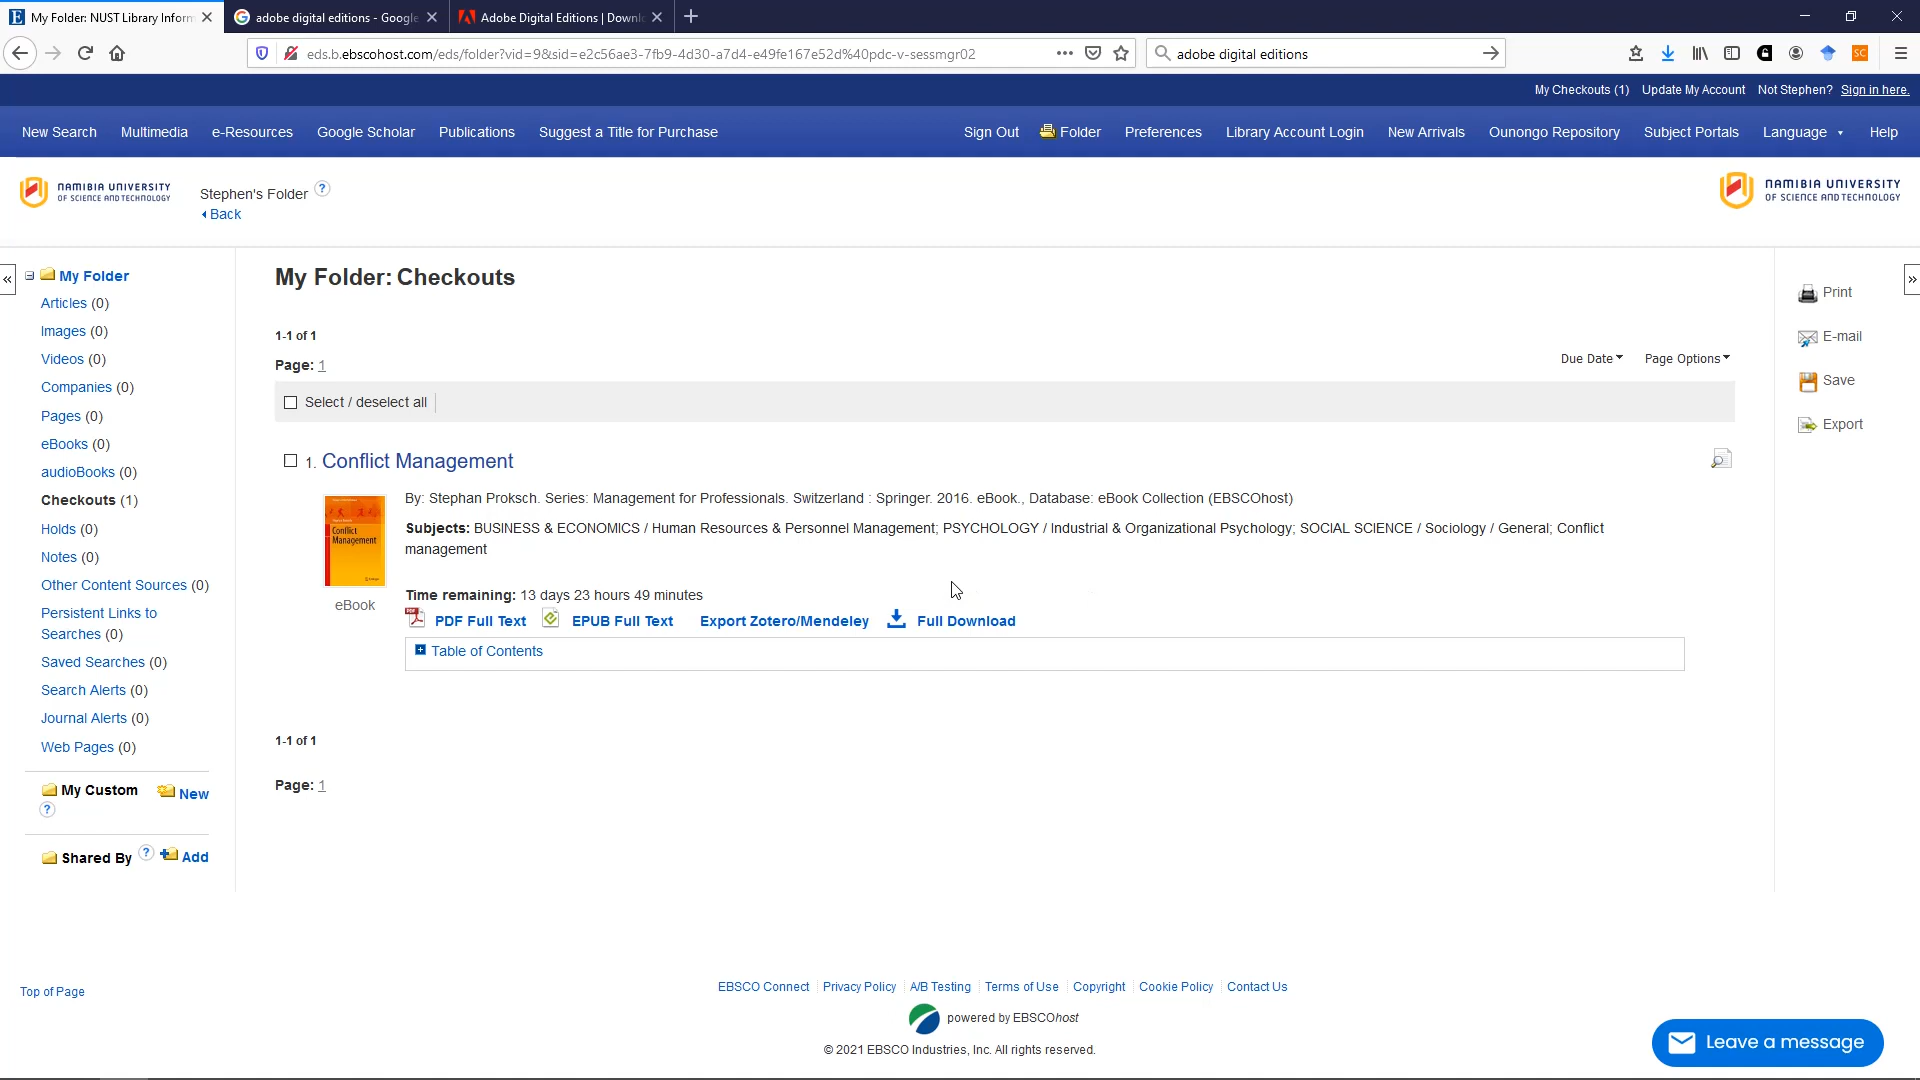 My Folder: NUST Library Inform
adobe digital editions - Google
Adobe Digital Editions | Downl
eds.b.ebscohost.com/eds/folder?vid=9&sid=e2c56ae3-7fb9-4d30-a7d4-e49fe167e52d%40pdc-v-sessmgr02
adobe digital editions
My Checkouts (1) Update My Account Not Stephen? Sign in here.
New Search Multimedia e-Resources Google Scholar Publications Suggest a Title for Purchase Sign Out Folder Preferences Library Account Login New Arrivals Ounongo Repository Subject Portals Language Help
NAMIBIA UNIVERSITY
OF SCIENCE AND TECHNOLOGY
Stephen's Folder ?
Back
NAMIBIA UNIVERSITY
OF SCIENCE AND TECHNOLOGY
«
My Folder
Articles (0)
Images (0)
Videos (0)
Companies (0)
Pages (0)
eBooks (0)
audioBooks (0)
Checkouts (1)
Holds (0)
Notes (0)
Other Content Sources (0)
Persistent Links to
Searches (0)
Saved Searches (0)
Search Alerts (0)
Journal Alerts (0)
Web Pages (0)
My Custom New
?
Shared By ? Add
My Folder: Checkouts
1-1 of 1
Page: 1
Due Date Page Options
Select / deselect all
1. Conflict Management
Conflict
Management
eBook
By: Stephan Proksch. Series: Management for Professionals. Switzerland : Springer. 2016. eBook., Database: eBook Collection (EBSCOhost)
Subjects: BUSINESS & ECONOMICS / Human Resources & Personnel Management; PSYCHOLOGY / Industrial & Organizational Psychology; SOCIAL SCIENCE / Sociology / General; Conflict
management
Time remaining: 13 days 23 hours 49 minutes
PDF Full Text EPUB Full Text Export Zotero/Mendeley Full Download
Table of Contents
1-1 of 1
Page: 1
»
Print
E-mail
Save
Export
Top of Page
EBSCO Connect Privacy Policy A/B Testing Terms of Use Copyright Cookie Policy Contact Us
powered by EBSCOhost
© 2021 EBSCO Industries, Inc. All rights reserved.
Leave a message